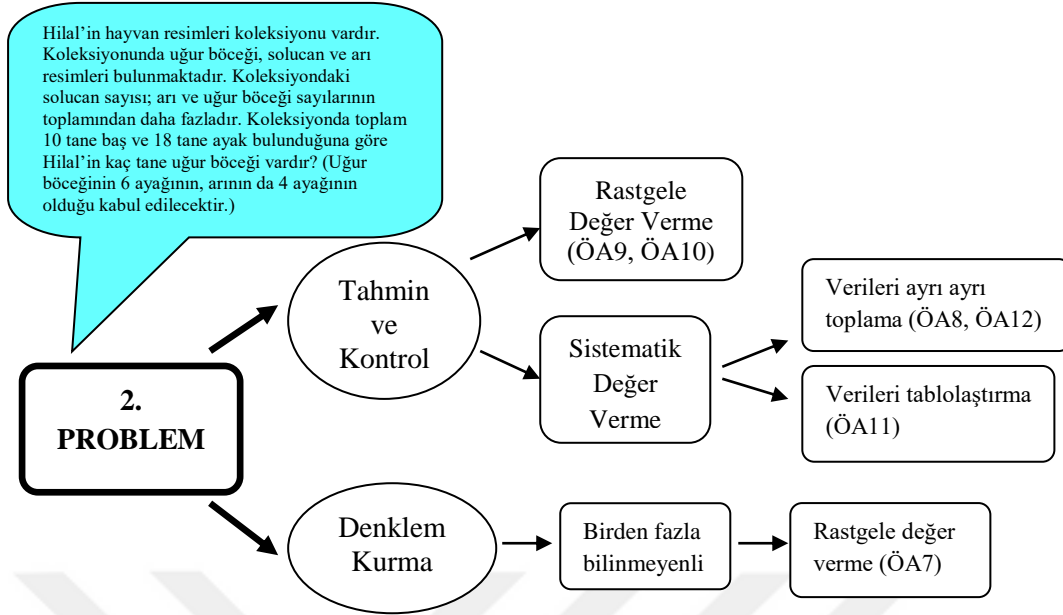 Hilal’in hayvan resimleri koleksiyonu vardır.
Koleksiyonunda uğur böceği, solucan ve arı
resimleri bulunmaktadır. Koleksiyondaki
solucan sayısı; arı ve uğur böceği sayılarının
toplamından daha fazladır. Koleksiyonda toplam
10 tane baş ve 18 tane ayak bulunduğuna göre
Hilal’in kaç tane uğur böceği vardır? (Uğur
böceğinin 6 ayağının, arının da 4 ayağının
olduğu kabul edilecektir.)
2.
PROBLEM
Tahmin
ve
Kontrol
Rastgele
Değer Verme
(ÖA9, ÖA10)
Sistematik
Değer
Verme
Verileri ayrı ayrı
toplama (ÖA8, ÖA12)
Verileri tablolaştırma
(ÖA11)
Denklem
Kurma
Birden fazla
bilinmeyenli
Rastgele değer
verme (ÖA7)